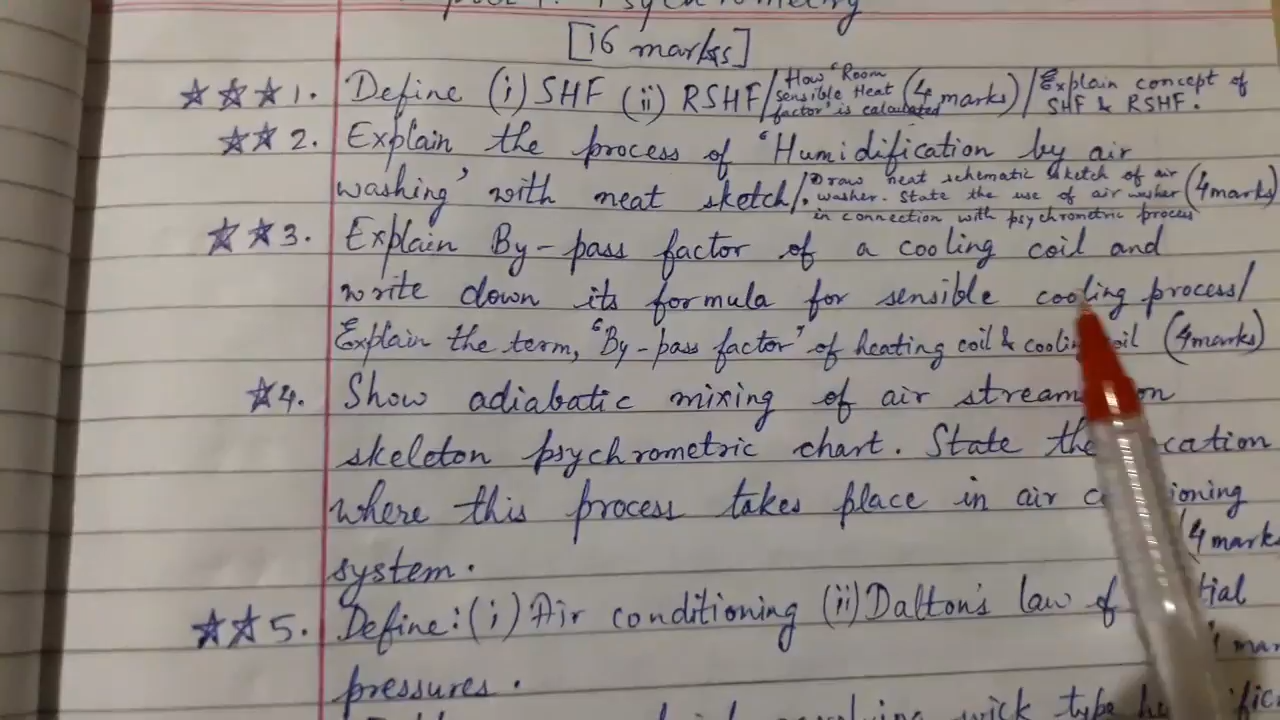 Psychrometry
[16 marks]
☆☆☆ 1. Define (i) SHF (ii) RSHF/ How "Room sensible Heat factor" is calculated (4 marks) / Explain concept of SHF & RSHF.
☆☆ 2. Explain the process of 'Humidification by air
washing' with neat sketch/. Draw neat schematic sketch of air washer. State the use of air washer in connection with psychrometric process (4marks)
☆☆ 3. Explain By-pass factor of a cooling coil and
write down its formula for sensible cooling process/
Explain the term, "By-pass factor" of heating coil & cooling coil (4marks)
☆ 4. Show adiabatic mixing of air stream on
skeleton psychrometric chart. State the
where this process takes place in air
(4 marks
system.
☆☆ 5. Define: (i) Air conditioning (ii) Dalton's law of
pressures.
wick type